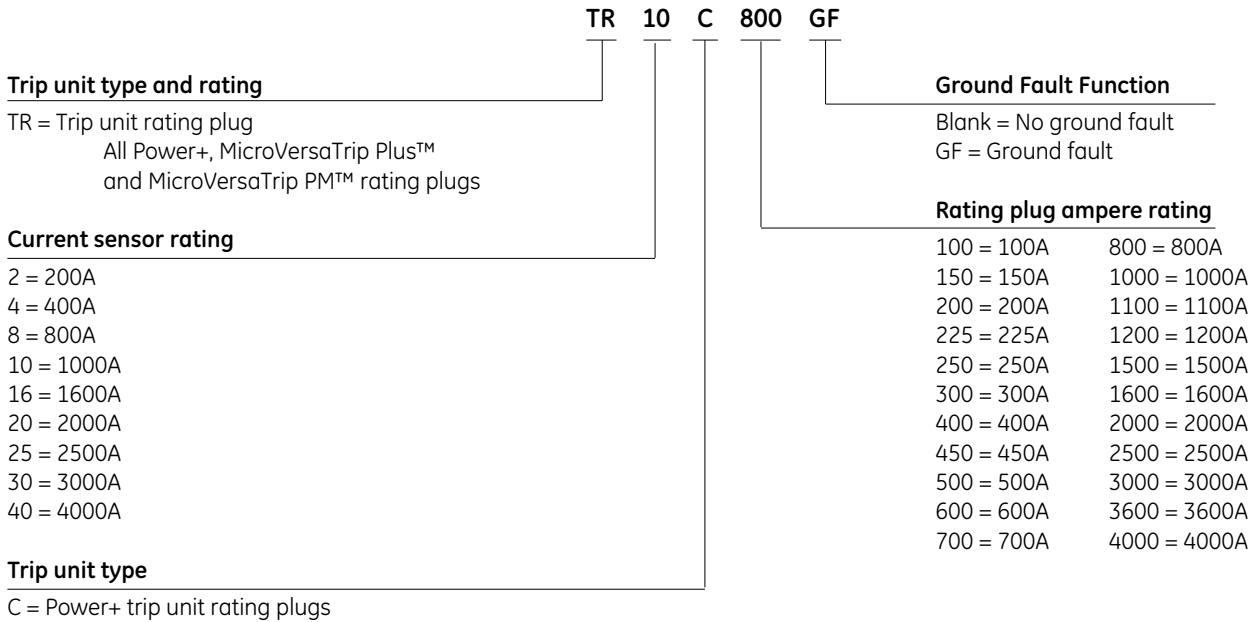 TR 10 C 800 GF
Trip unit type and rating
TR = Trip unit rating plug
All Power+, MicroVersaTrip Plus™
and MicroVersaTrip PM™ rating plugs
Current sensor rating
2 = 200A
4 = 400A
8 = 800A
10 = 1000A
16 = 1600A
20 = 2000A
25 = 2500A
30 = 3000A
40 = 4000A
Trip unit type
C = Power+ trip unit rating plugs
Ground Fault Function
Blank = No ground fault
GF = Ground fault
Rating plug ampere rating
100 = 100A 800 = 800A
150 = 150A 1000 = 1000A
200 = 200A 1100 = 1100A
225 = 225A 1200 = 1200A
250 = 250A 1500 = 1500A
300 = 300A 1600 = 1600A
400 = 400A 2000 = 2000A
450 = 450A 2500 = 2500A
500 = 500A 3000 = 3000A
600 = 600A 3600 = 3600A
700 = 700A 4000 = 4000A